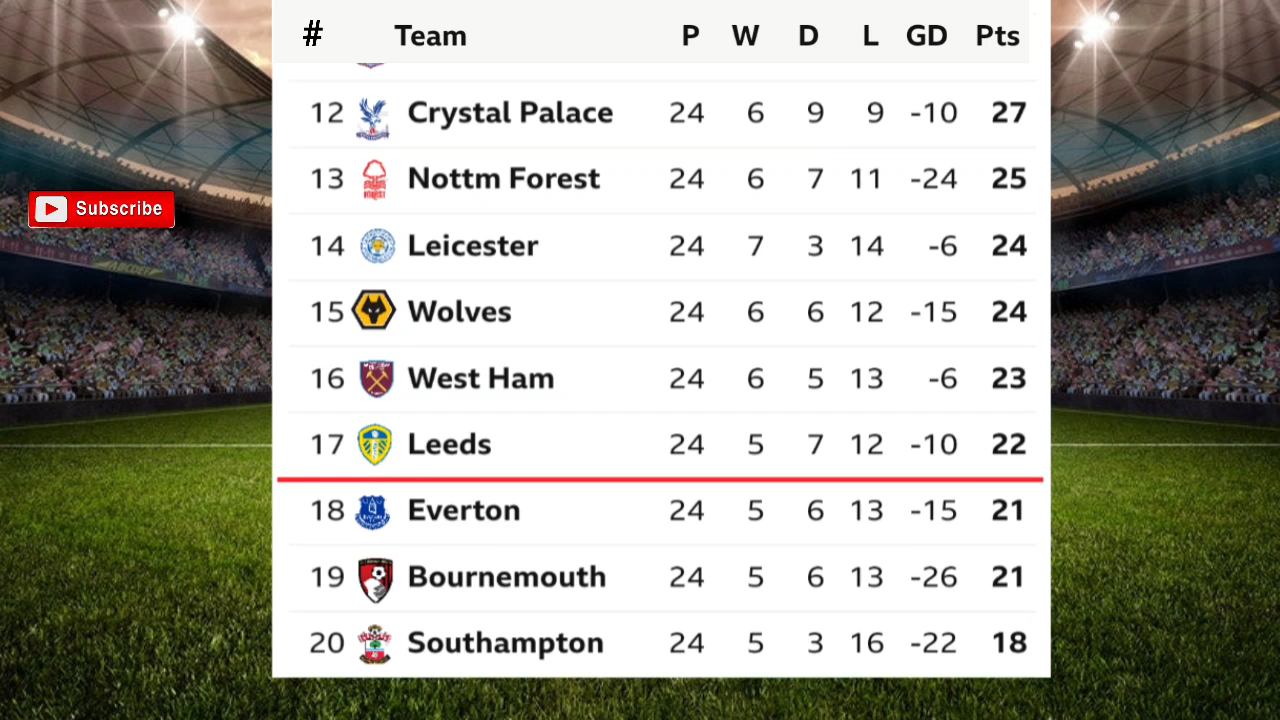 # Team P W D L GD Pts
12 Crystal Palace 24 6 9 9 -10 27
13 Nottm Forest 24 6 7 11 -24 25
14 Leicester 24 7 3 14 -6 24
15 Wolves 24 6 6 12 -15 24
16 West Ham 24 6 5 13 -6 23
17 Leeds 24 5 7 12 -10 22
18 Everton 24 5 6 13 -15 21
19 Bournemouth 24 5 6 13 -26 21
20 Southampton 24 5 3 16 -22 18
Subscribe